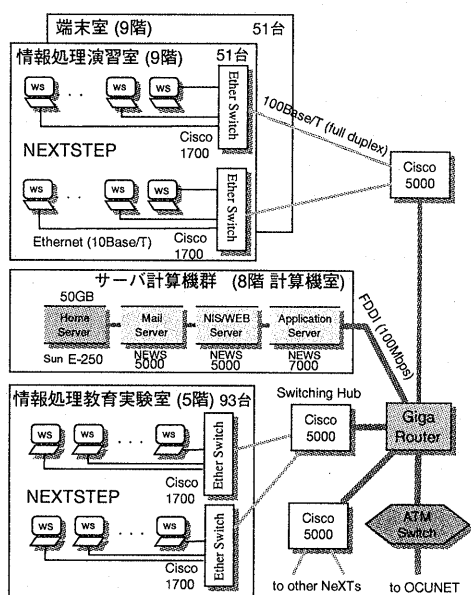 端末室 (9階)
51台
情報処理演習室 (9階)
51台
ws
ws
ws
Ether Switch
Cisco
1700
NEXTSTEP
100Base/T (full duplex)
Cisco
5000
ws
ws
ws
Ether Switch
Ethernet (10Base/T)
Cisco
1700
サーバ計算機群 (8階 計算機室)
50GB
Home
Server
Mail
Server
NIS/WEB
Server
Application
Server
Sun E-250
NEWS
5000
NEWS
5000
NEWS
7000
FDDI (100Mbps)
情報処理教育実験室 (5階) 93台
ws
ws
ws
Ether Switch
Cisco
1700
NEXTSTEP
ws
ws
ws
Ether Switch
Cisco
1700
Switching Hub
Cisco
5000
Giga
Router
Cisco
5000
ATM
Switch
to other NeXTs
to OCUNET